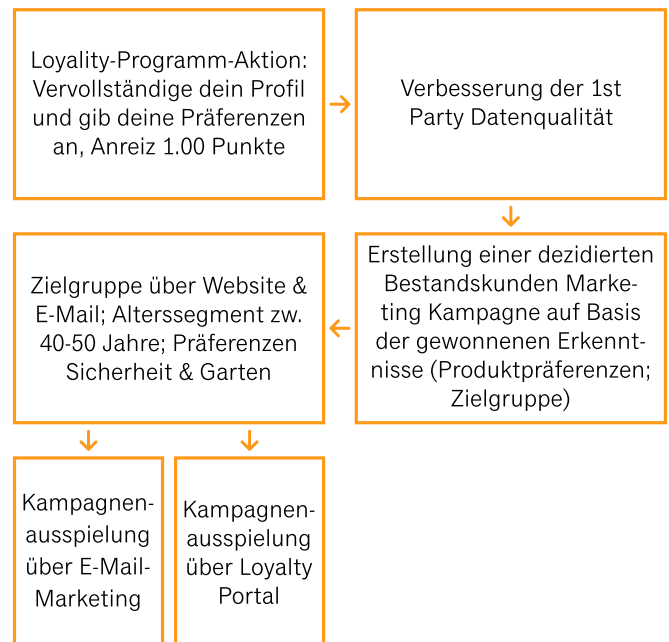 Loyality-Programm-Aktion:
Vervollständige dein Profil
und gib deine Präferenzen
an, Anreiz 1.00 Punkte
Verbesserung der 1st
Party Datenqualität
Erstellung einer dezidierten
Bestandskunden Marke-
ting Kampagne auf Basis
der gewonnenen Erkennt-
nisse (Produktpräferenzen;
Zielgruppe)
Zielgruppe über Website &
E-Mail; Alterssegment zw.
40-50 Jahre; Präferenzen
Sicherheit & Garten
Kampagnen-
ausspielung
über E-Mail-
Marketing
Kampagnen-
ausspielung
über Loyalty
Portal